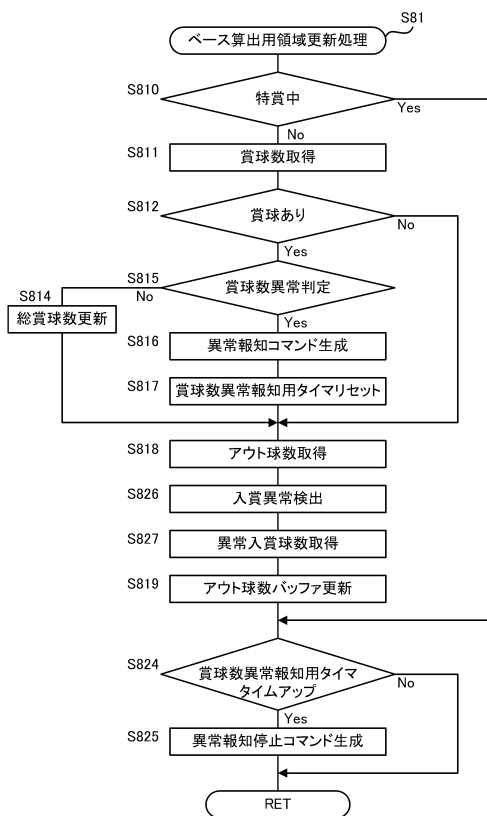 ベース算出用領域更新処理
S81
S810
特賞中
Yes
No
S811
賞球数取得
S812
賞球あり
No
Yes
S815
賞球数異常判定
S814
No
総賞球数更新
Yes
S816
異常報知コマンド生成
S817
賞球数異常報知用タイマリセット
S818
アウト球数取得
S826
入賞異常検出
S827
異常入賞球数取得
S819
アウト球数バッファ更新
S824
賞球数異常報知用タイマ
タイムアップ
No
Yes
S825
異常報知停止コマンド生成
RET